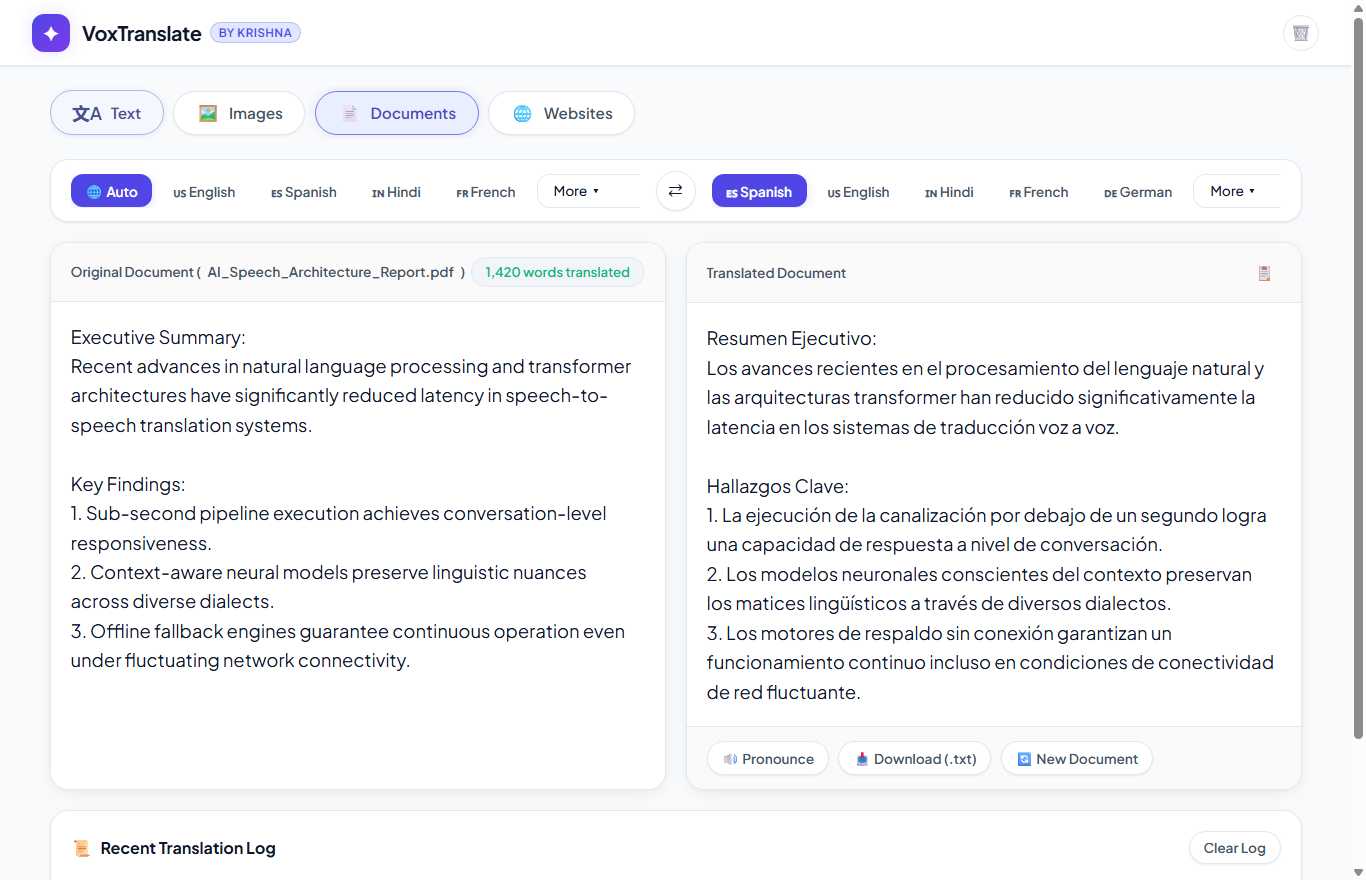 VoxTranslate BY KRISHNA
文A Text Images Documents Websites
Auto US English ES Spanish IN Hindi FR French More ▾ ⇄ ES Spanish US English IN Hindi FR French DE German More ▾
Original Document ( AI_Speech_Architecture_Report.pdf ) 1,420 words translated
Executive Summary:
Recent advances in natural language processing and transformer
architectures have significantly reduced latency in speech-to-
speech translation systems.
Key Findings:
1. Sub-second pipeline execution achieves conversation-level
responsiveness.
2. Context-aware neural models preserve linguistic nuances
across diverse dialects.
3. Offline fallback engines guarantee continuous operation even
under fluctuating network connectivity.
Translated Document
Resumen Ejecutivo:
Los avances recientes en el procesamiento del lenguaje natural y
las arquitecturas transformer han reducido significativamente la
latencia en los sistemas de traducción voz a voz.
Hallazgos Clave:
1. La ejecución de la canalización por debajo de un segundo logra
una capacidad de respuesta a nivel de conversación.
2. Los modelos neuronales conscientes del contexto preservan
los matices lingüísticos a través de diversos dialectos.
3. Los motores de respaldo sin conexión garantizan un
funcionamiento continuo incluso en condiciones de conectividad
de red fluctuante.
Pronounce Download (.txt) New Document
Recent Translation Log Clear Log